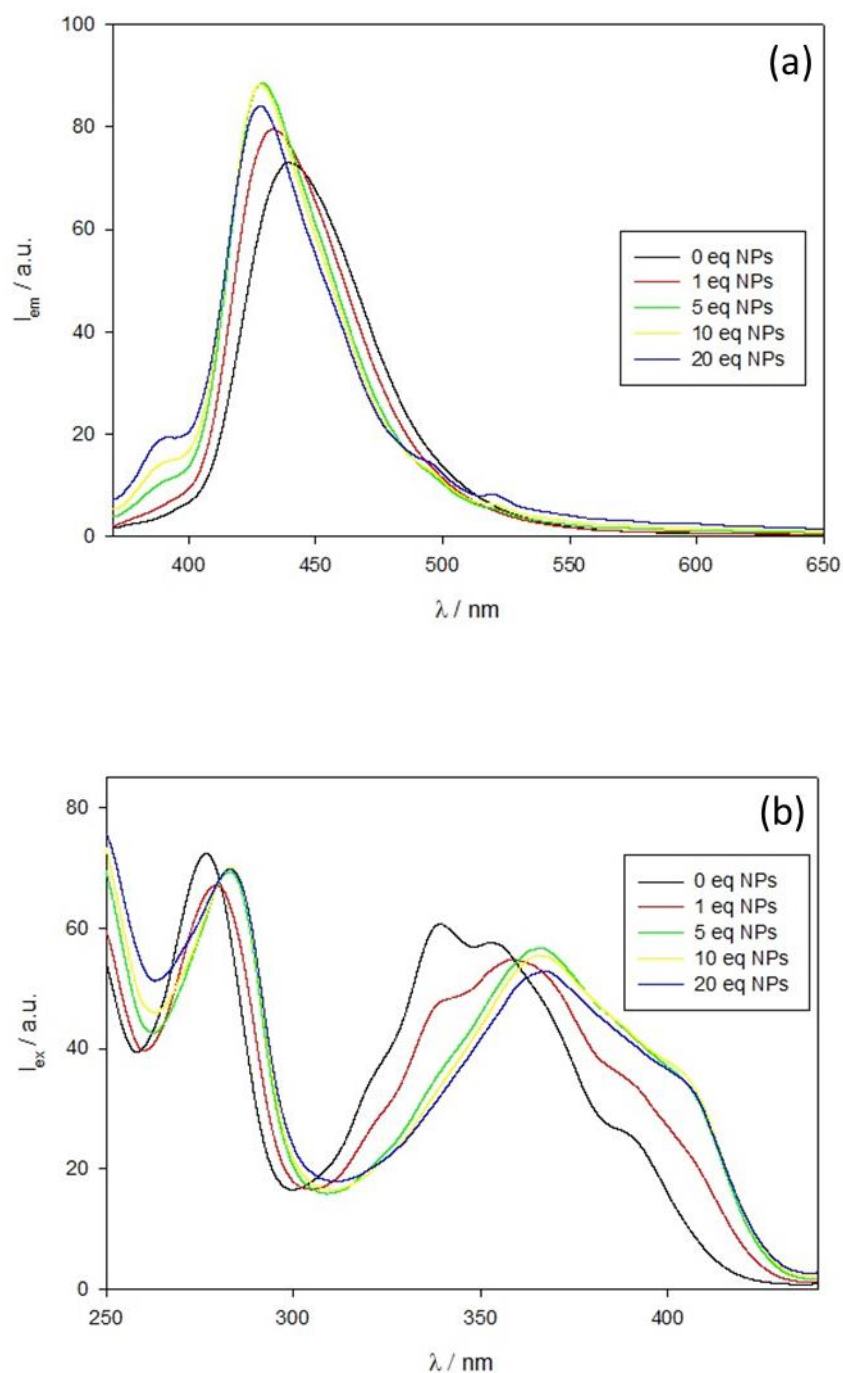 (a)
100
80
60
40
20
0
I_em / a.u.
0 eq NPs
1 eq NPs
5 eq NPs
10 eq NPs
20 eq NPs
400 450 500 550 600 650
λ / nm
(b)
80
60
40
20
0
I_ex / a.u.
0 eq NPs
1 eq NPs
5 eq NPs
10 eq NPs
20 eq NPs
250 300 350 400
λ / nm